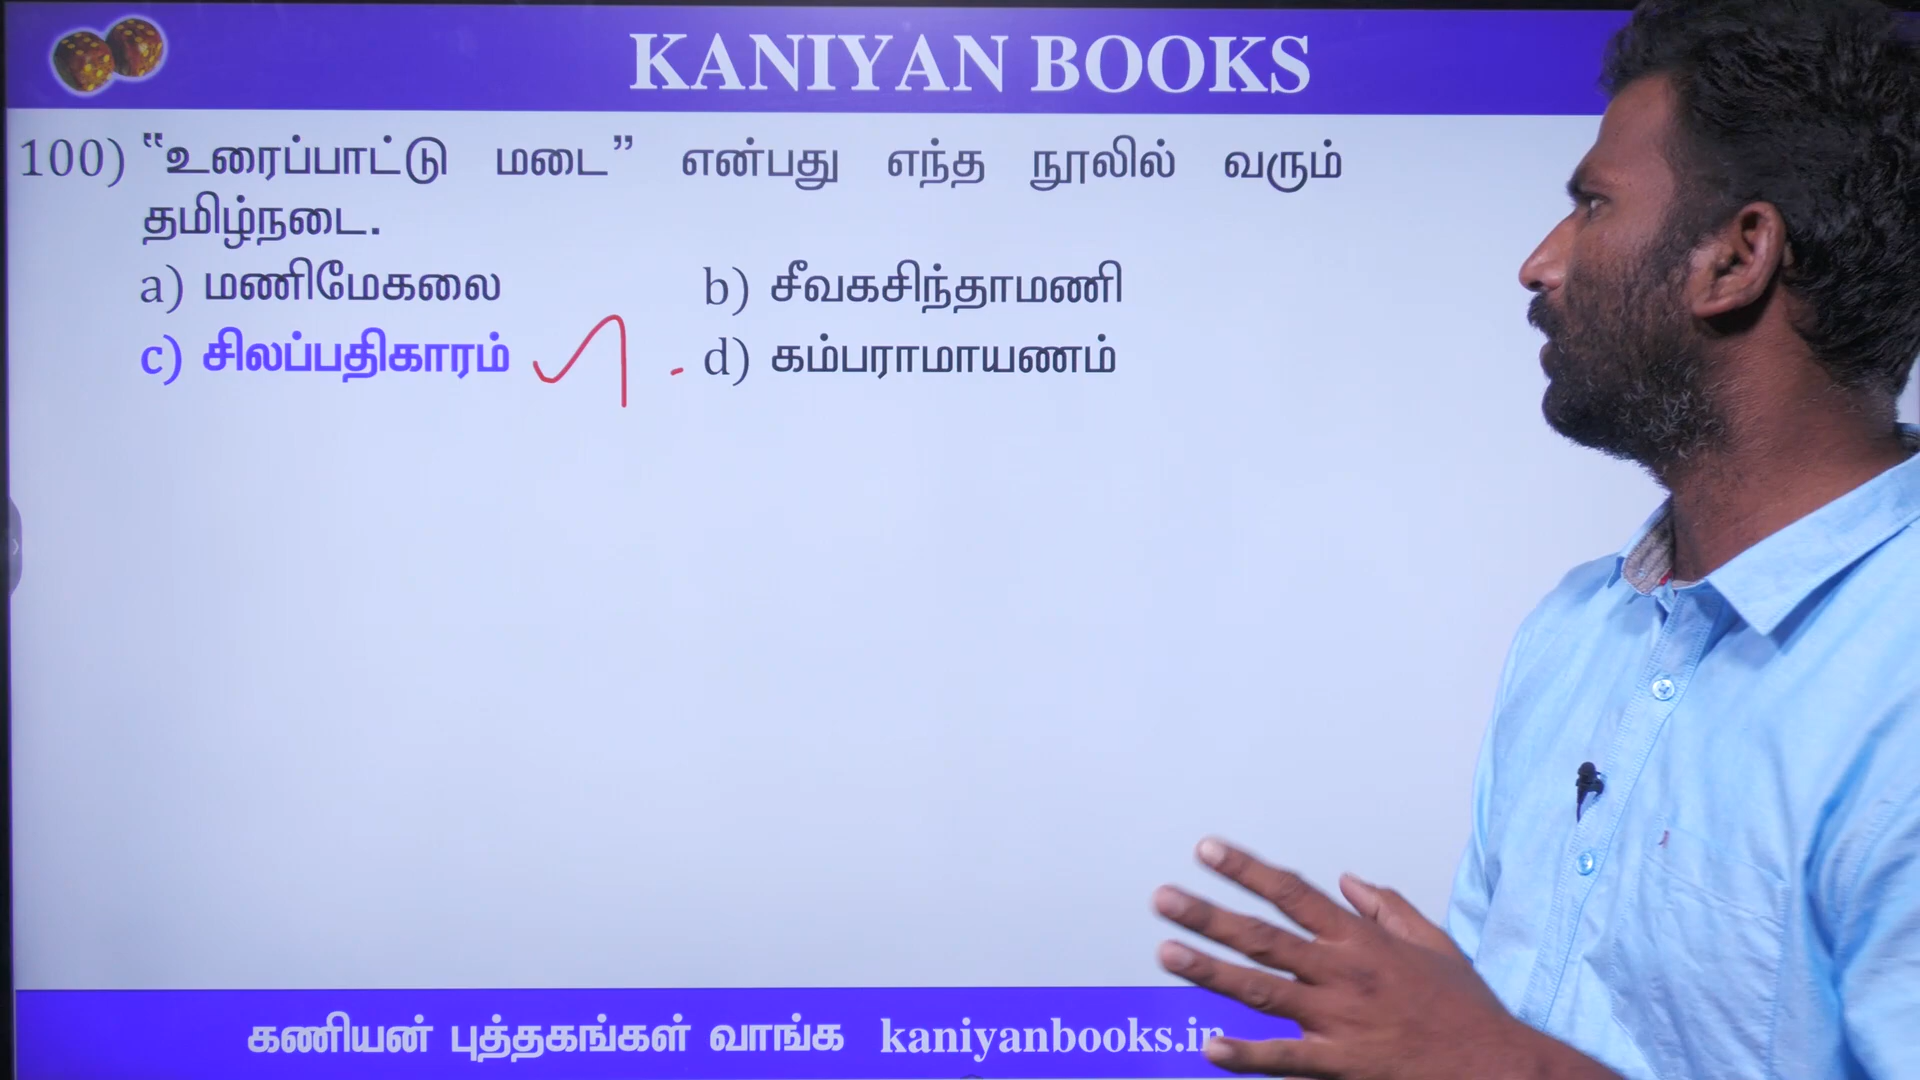 KANIYAN BOOKS
100) “உரைப்பாட்டு மடை” என்பது எந்த நூலில் வரும்
தமிழ்நடை.
a) மணிமேகலை b) சீவகசிந்தாமணி
c) சிலப்பதிகாரம் d) கம்பராமாயணம்
கணியன் புத்தகங்கள் வாங்க kaniyanbooks.in